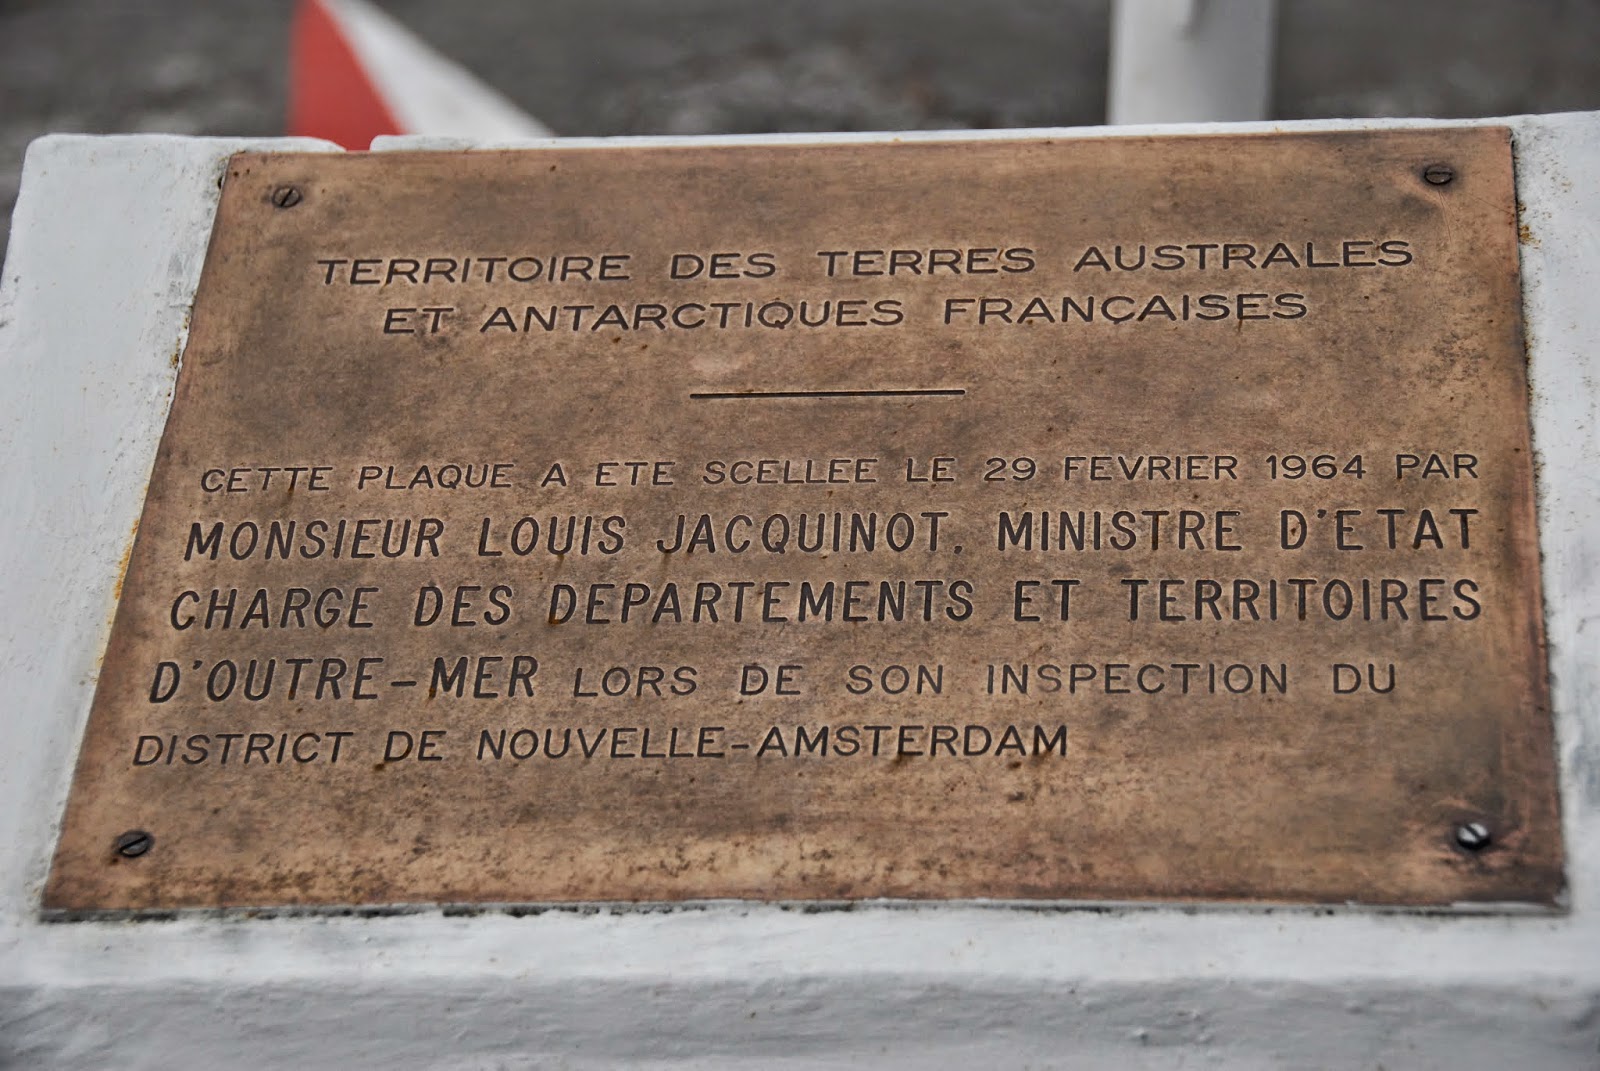 TERRITOIRE DES TERRES AUSTRALES
ET ANTARCTIQUES FRANÇAISES
CETTE PLAQUE A ETE SCELLEE LE 29 FEVRIER 1964 PAR
MONSIEUR LOUIS JACQUINOT, MINISTRE D'ETAT
CHARGE DES DEPARTEMENTS ET TERRITOIRES
D'OUTRE-MER LORS DE SON INSPECTION DU
DISTRICT DE NOUVELLE-AMSTERDAM